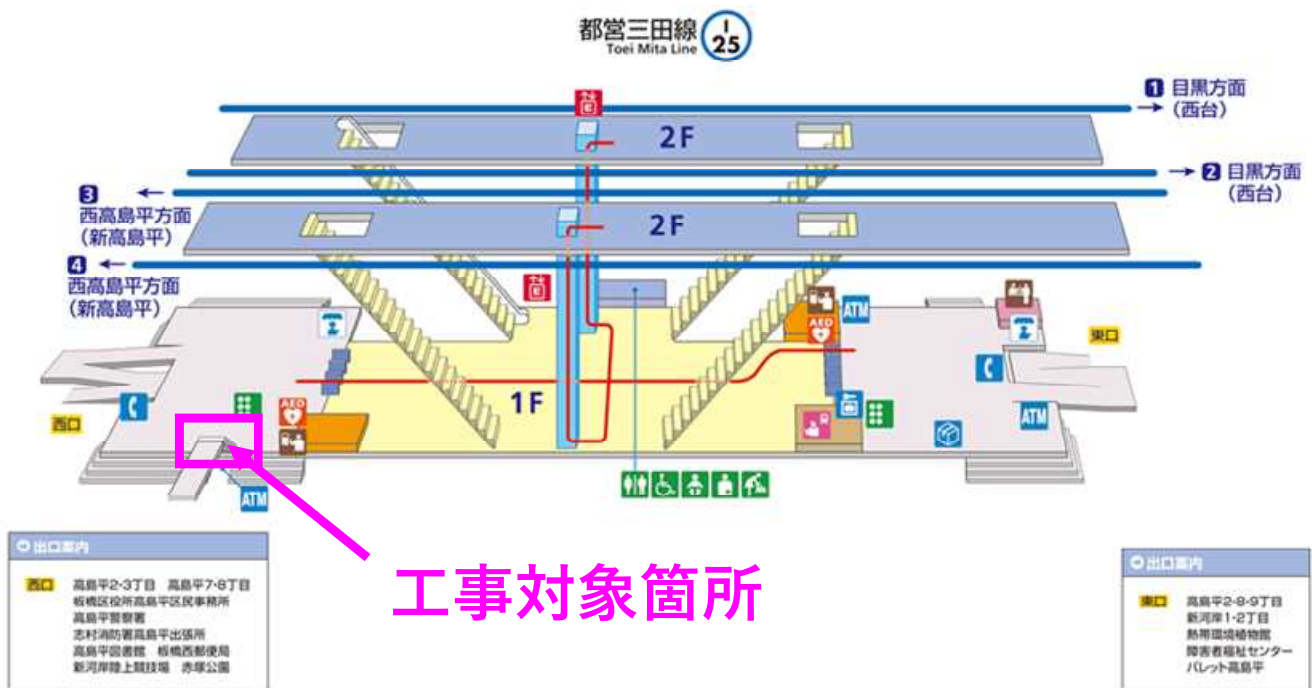 都営三田線
Toei Mita Line
I
25
1 目黒方面
(西台)
2F
2 目黒方面
(西台)
3
西高島平方面
(新高島平)
2F
4
西高島平方面
(新高島平)
ATM
AED
東口
1F
AED
西口
ATM
ATM
工事対象箇所
出口案内
西口 高島平2・3丁目 高島平7・8丁目
板橋区役所高島平区民事務所
高島平警察署
志村消防署高島平出張所
高島平図書館 板橋西郵便局
新河岸陸上競技場 赤塚公園
出口案内
東口 高島平2・8・9丁目
新河岸1・2丁目
熱帯環境植物館
障害者福祉センター
パレット高島平